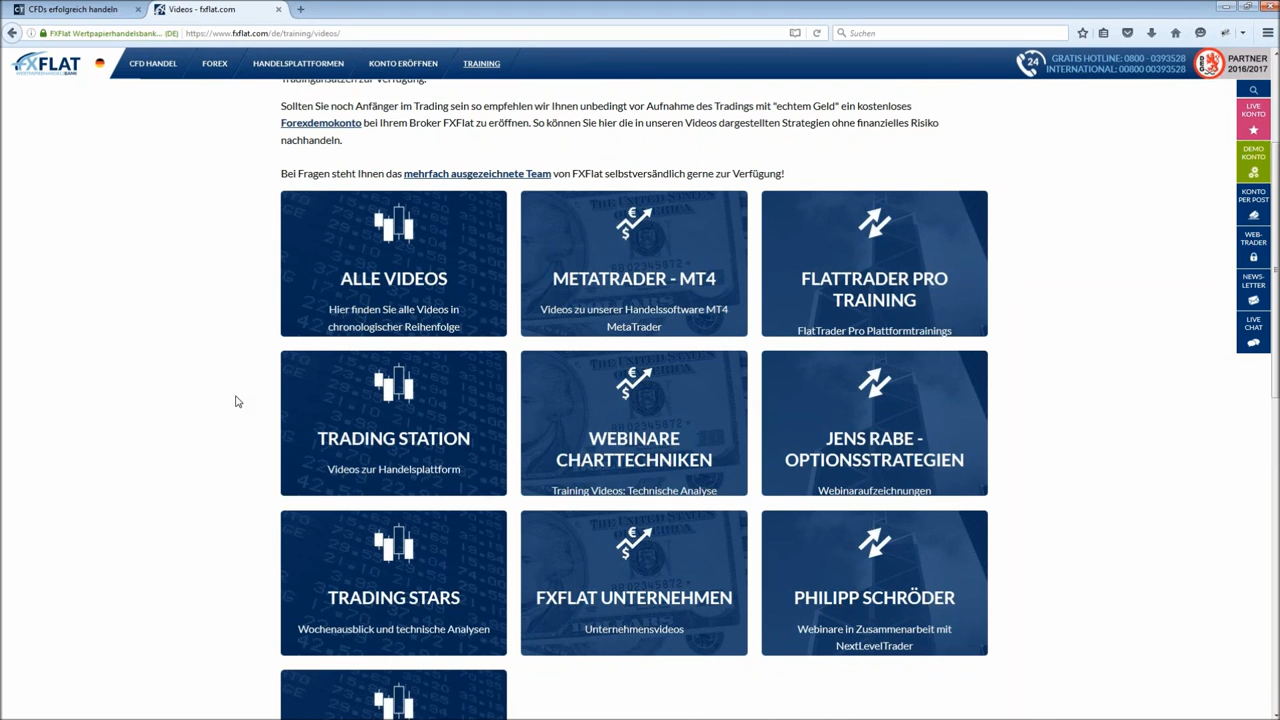 CFDs erfolgreich handeln
Videos - fxflat.com
FXFlat Wertpapierhandelsbank... (DE)
https://www.fxflat.com/de/training/videos/
Suchen
FXFLAT
WERTPAPIERHANDELSBANK
CFD HANDEL
FOREX
HANDELSPLATTFORMEN
KONTO ERÖFFNEN
TRAINING
24
GRATIS HOTLINE: 0800 - 0393528
INTERNATIONAL: 00800 00393528
PARTNER
2016/2017
Tradingansätzen zur Verfügung.
Sollten Sie noch Anfänger im Trading sein so empfehlen wir Ihnen unbedingt vor Aufnahme des Tradings mit "echtem Geld" ein kostenloses
Forexdemokonto bei Ihrem Broker FXFlat zu eröffnen. So können Sie hier die in unseren Videos dargestellten Strategien ohne finanzielles Risiko
nachhandeln.
Bei Fragen steht Ihnen das mehrfach ausgezeichnete Team von FXFlat selbstverständlich gerne zur Verfügung!
ALLE VIDEOS
Hier finden Sie alle Videos in
chronologischer Reihenfolge
METATRADER - MT4
Videos zu unserer Handelssoftware MT4
MetaTrader
FLATTRADER PRO
TRAINING
FlatTrader Pro Plattformtrainings
TRADING STATION
Videos zur Handelsplattform
WEBINARE
CHARTTECHNIKEN
Training Videos: Technische Analyse
JENS RABE -
OPTIONSSTRATEGIEN
Webinaraufzeichnungen
TRADING STARS
Wochenausblick und technische Analysen
FXFLAT UNTERNEHMEN
Unternehmensvideos
PHILIPP SCHRÖDER
Webinare in Zusammenarbeit mit
NextLevelTrader
LIVE
KONTO
DEMO
KONTO
KONTO
PER POST
WEB-
TRADER
NEWS-
LETTER
LIVE
CHAT